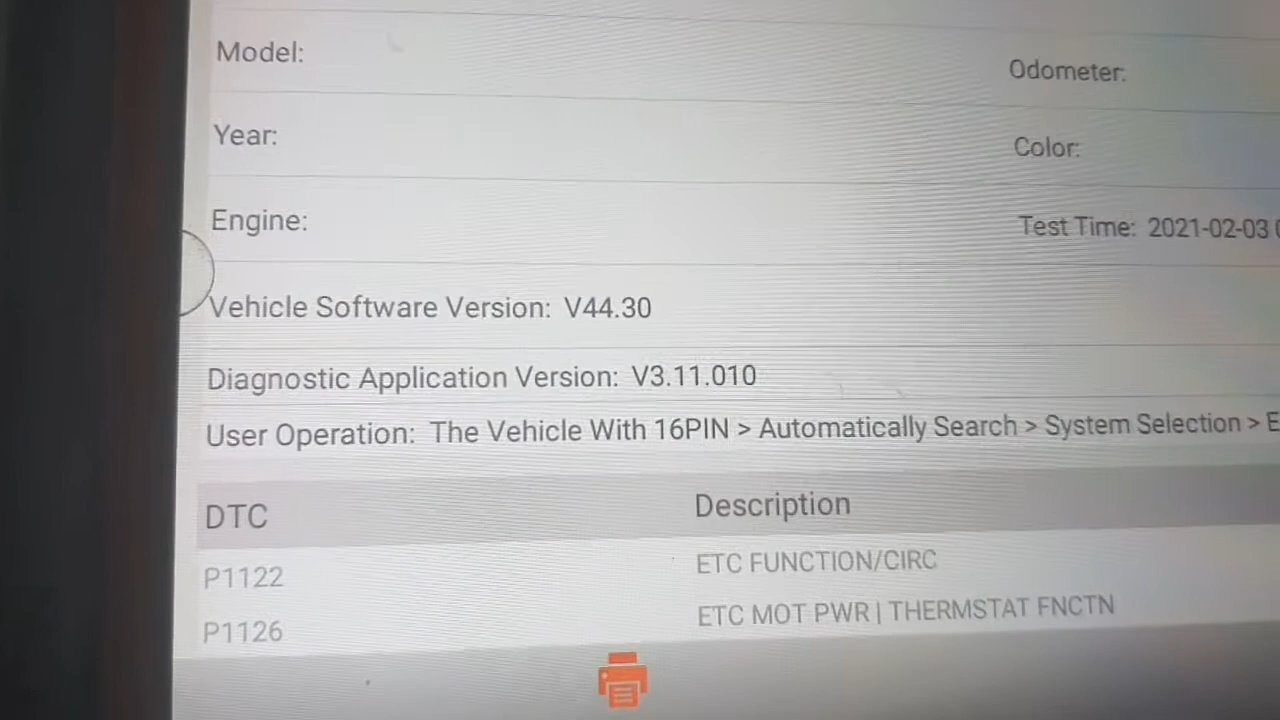 Model:
Odometer:
Year:
Color:
Engine:
Test Time: 2021-02-03
Vehicle Software Version: V44.30
Diagnostic Application Version: V3.11.010
User Operation: The Vehicle With 16PIN > Automatically Search > System Selection > E
DTC
Description
P1122
ETC FUNCTION/CIRC
P1126
ETC MOT PWR | THERMSTAT FNCTN